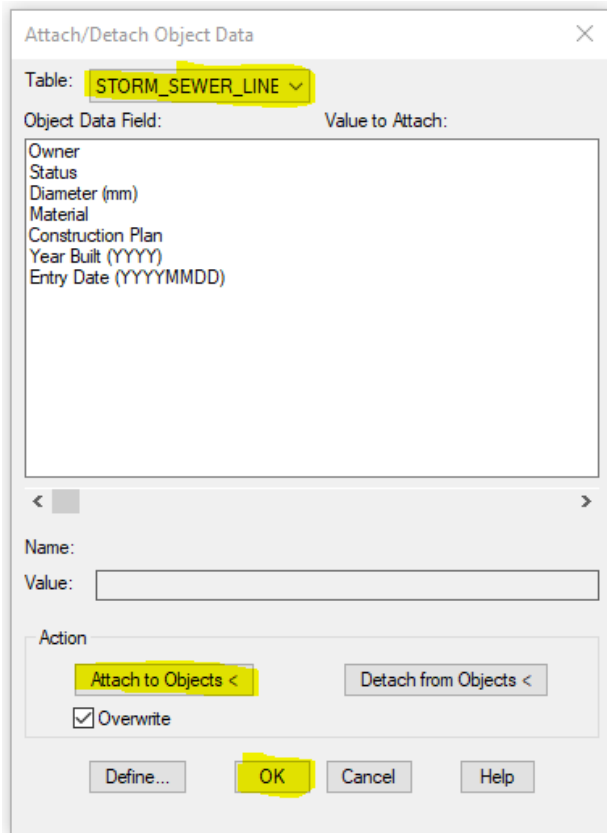 Attach/Detach Object Data
Table: STORM_SEWER_LINE
Object Data Field: Value to Attach:
Owner
Status
Diameter (mm)
Material
Construction Plan
Year Built (YYYY)
Entry Date (YYYYMMDD)
Name:
Value:
Action
Attach to Objects < Detach from Objects <
Overwrite
Define... OK Cancel Help